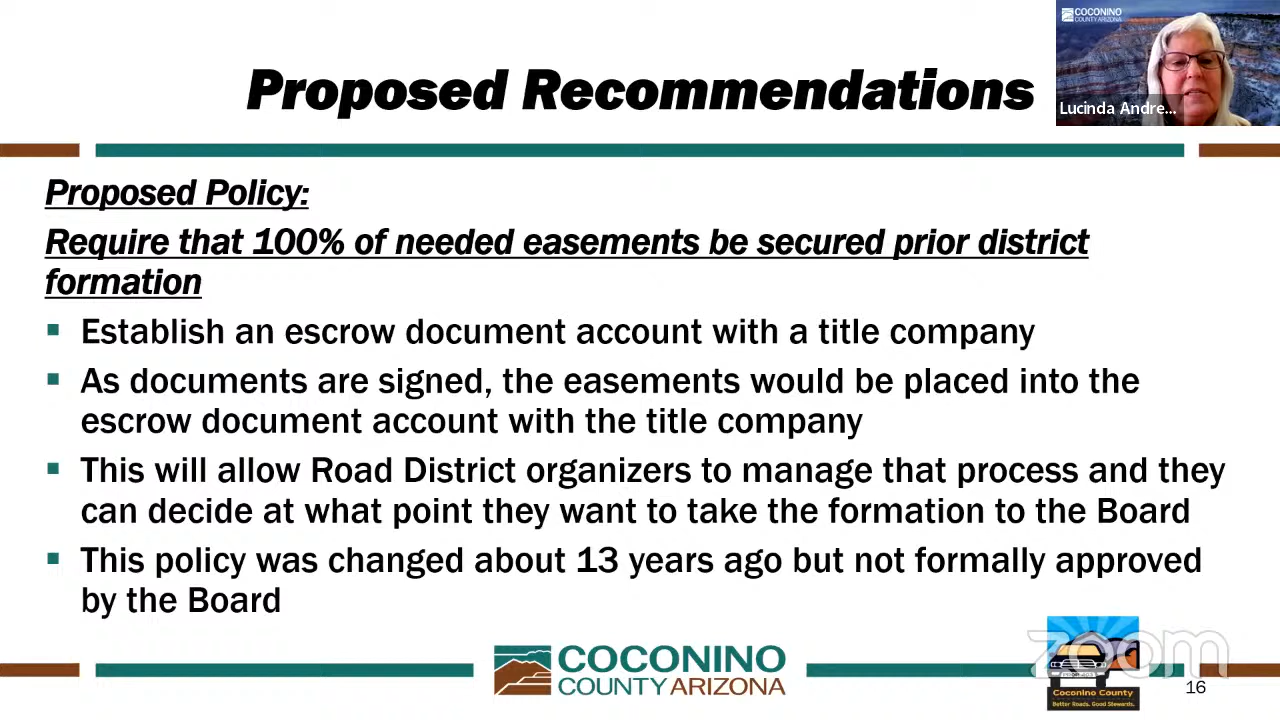 COCONINO
COUNTY ARIZONA
Proposed Recommendations
Lucinda Andre...
Proposed Policy:
Require that 100% of needed easements be secured prior district
formation
▪ Establish an escrow document account with a title company
▪ As documents are signed, the easements would be placed into the
escrow document account with the title company
▪ This will allow Road District organizers to manage that process and they
can decide at what point they want to take the formation to the Board
▪ This policy was changed about 13 years ago but not formally approved
by the Board
COCONINO
COUNTY ARIZONA
zoom
Coconino County
Better Roads. Good Stewards.
16